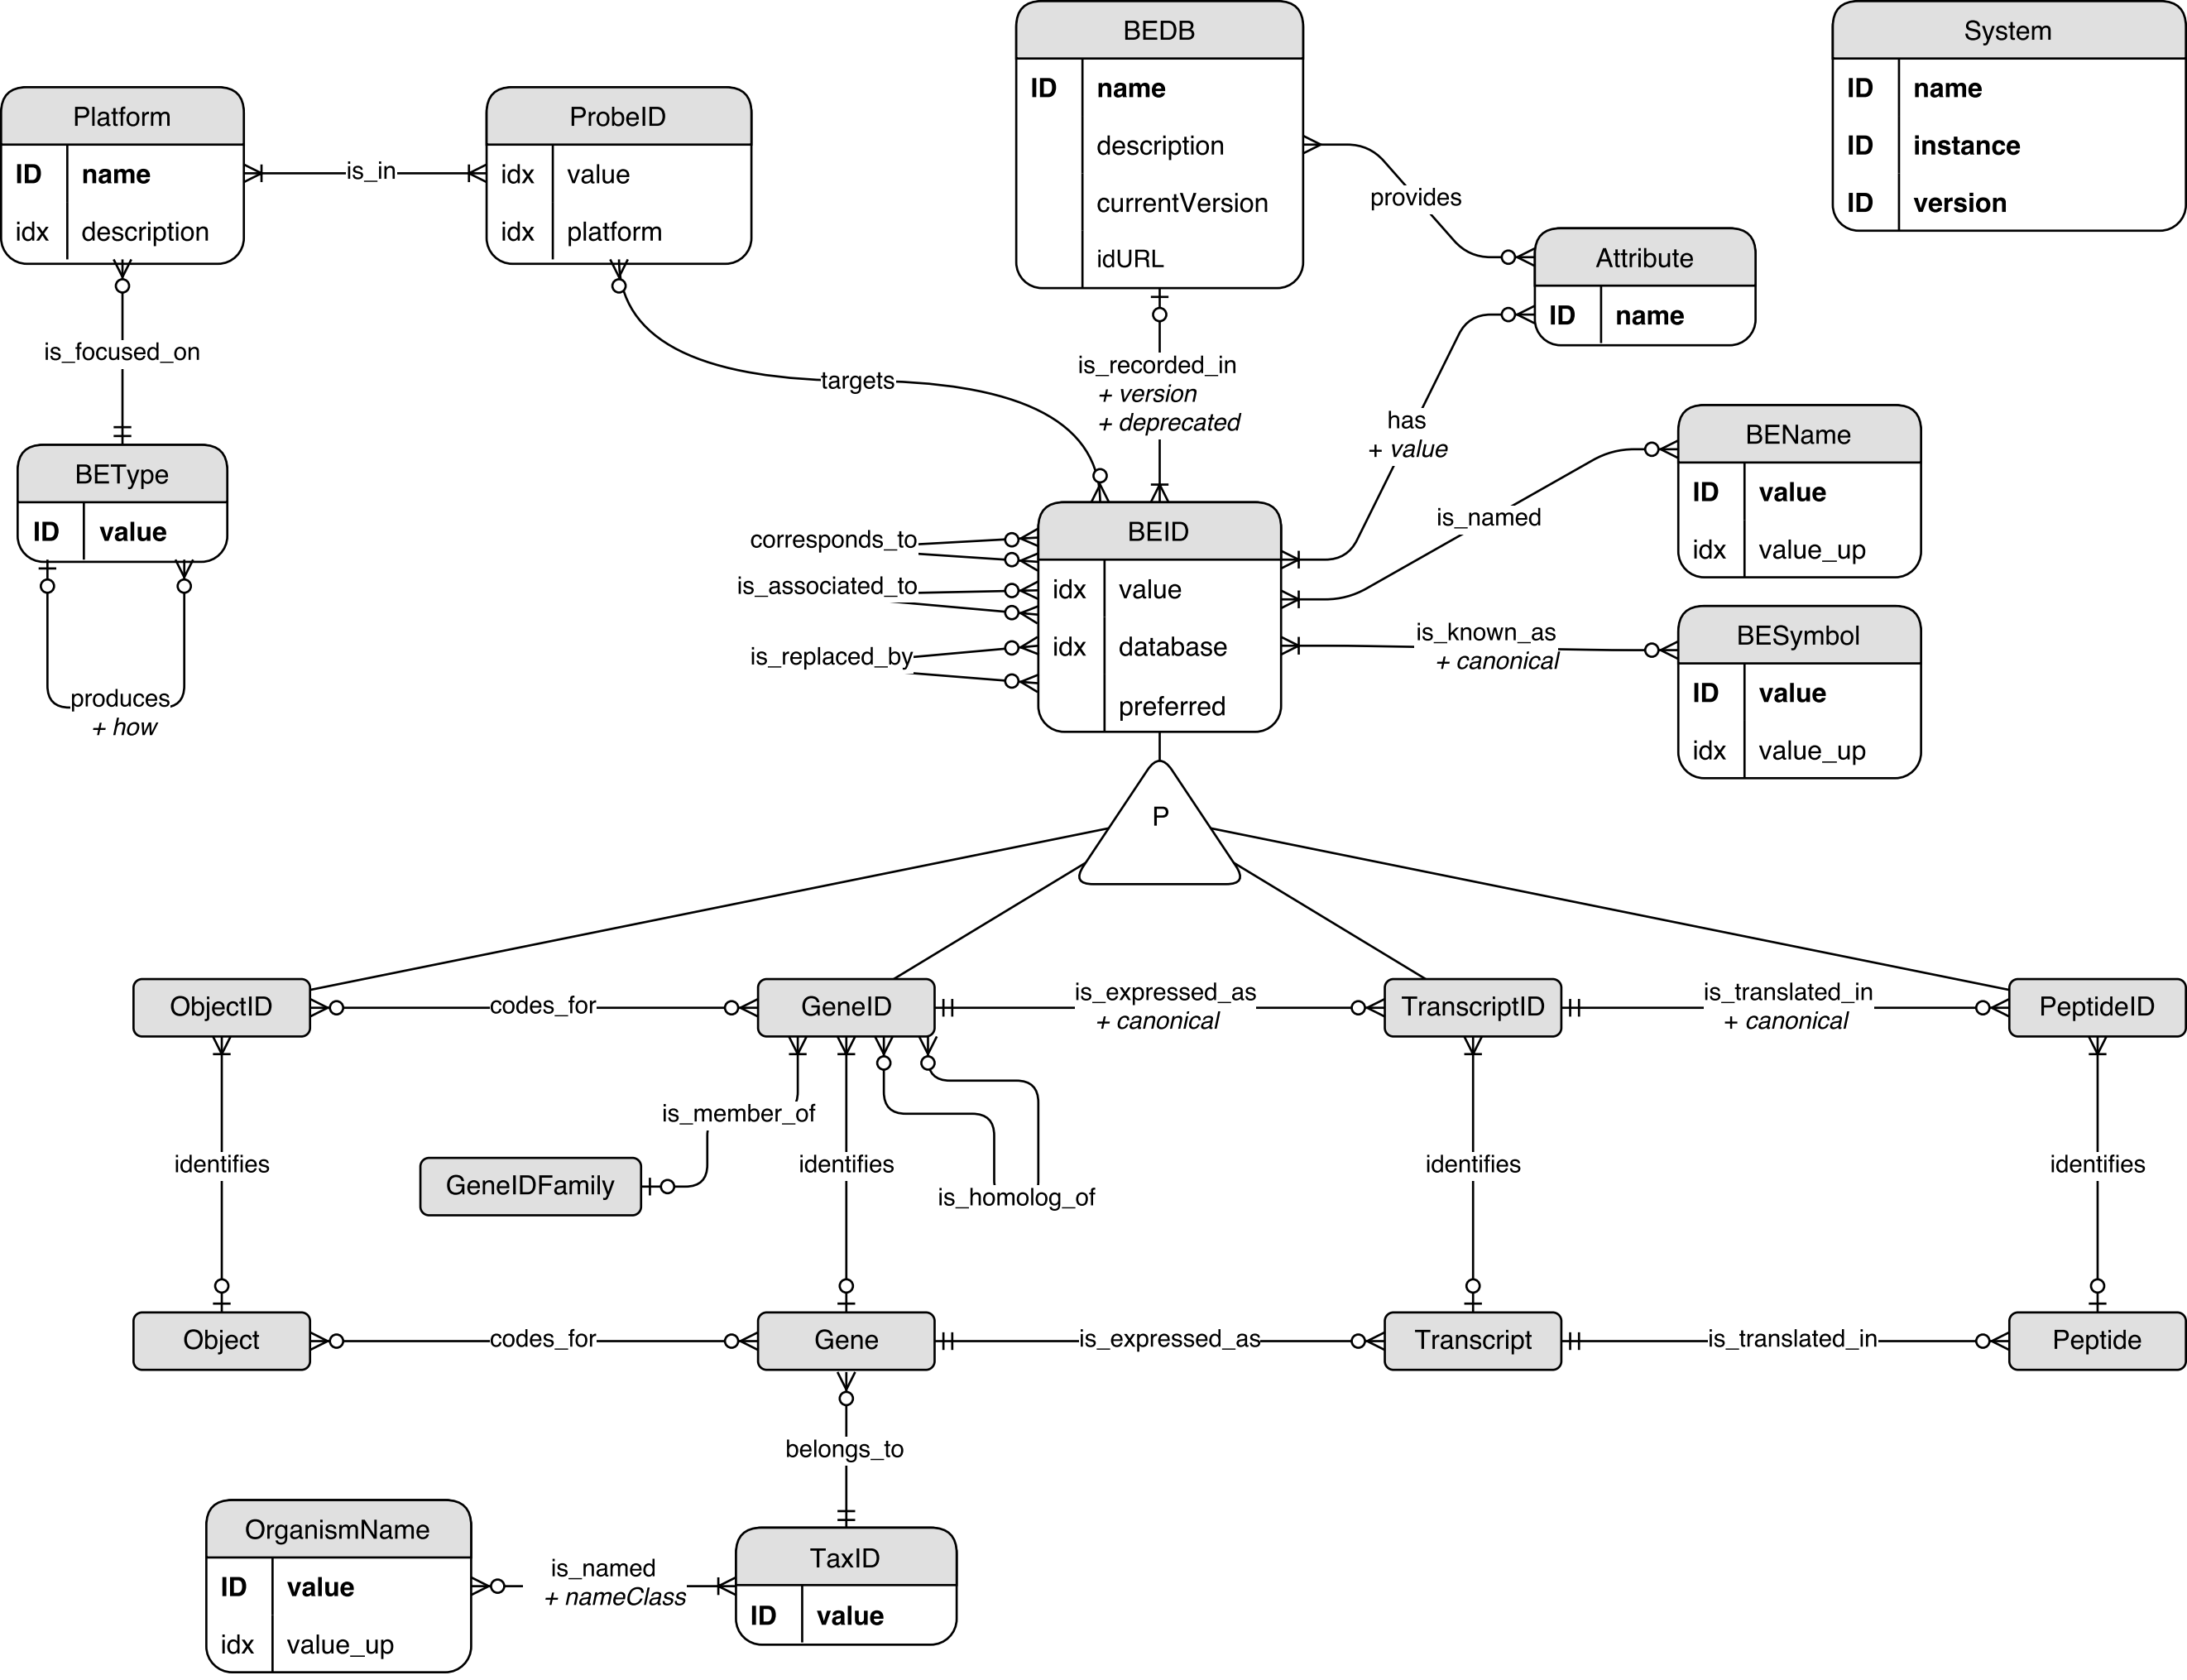 BEDB
ID name
description
currentVersion
idURL
System
ID name
ID instance
ID version
Platform
ID name
idx description
is_in
ProbeID
idx value
idx platform
provides
Attribute
ID name
is_focused_on
targets
is_recorded_in
+ version
+ deprecated
has
+ value
BEType
ID value
produces
+ how
BEName
ID value
idx value_up
is_named
corresponds_to
is_associated_to
is_replaced_by
BEID
idx value
idx database
preferred
is_known_as
+ canonical
BESymbol
ID value
idx value_up
P
ObjectID
codes_for
GeneID
is_expressed_as
+ canonical
TranscriptID
is_translated_in
+ canonical
PeptideID
is_member_of
identifies
identifies
identifies
identifies
GeneIDFamily
is_homolog_of
Object
codes_for
Gene
is_expressed_as
Transcript
is_translated_in
Peptide
belongs_to
OrganismName
ID value
idx value_up
is_named
+ nameClass
TaxID
ID value